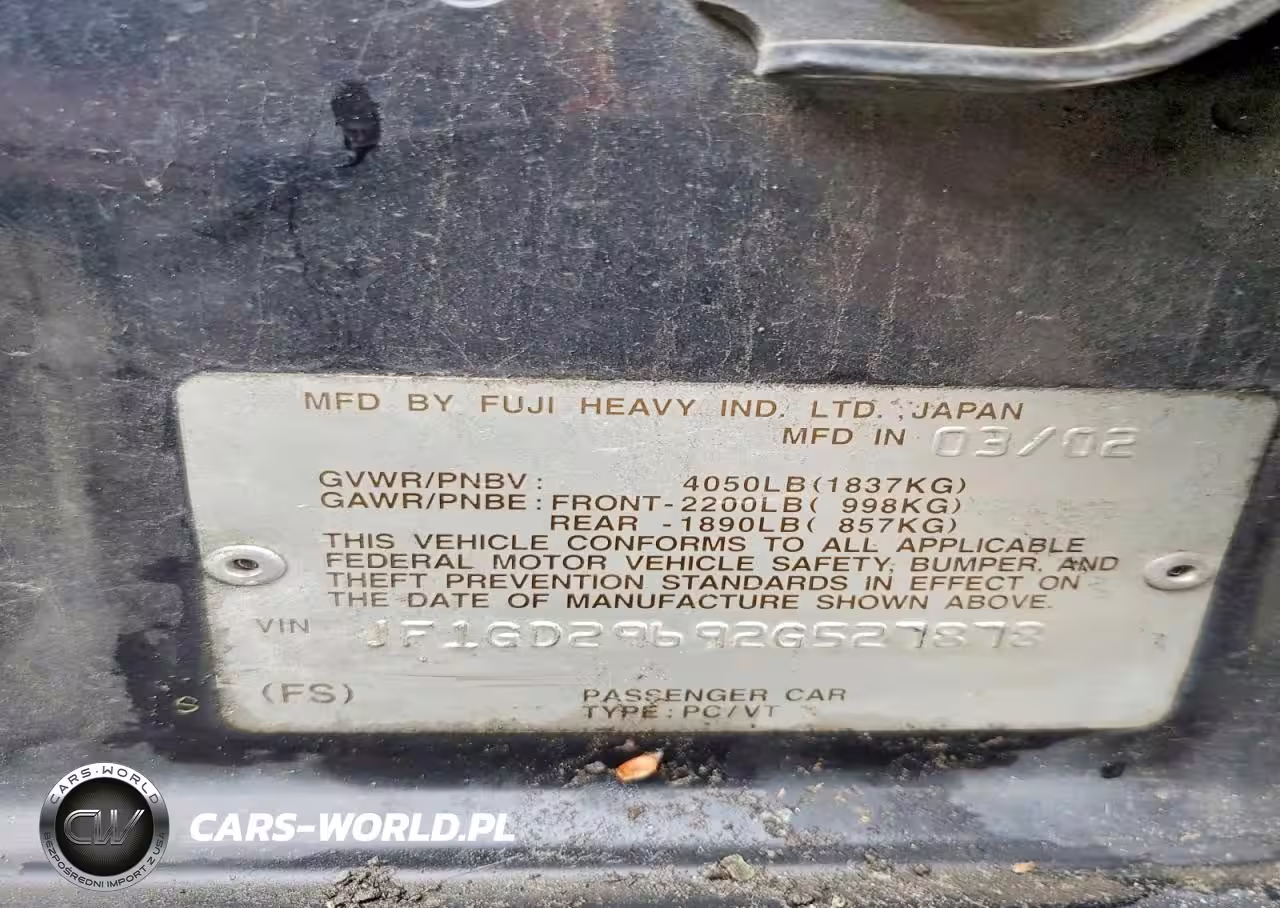 MFD BY FUJI HEAVY IND. LTD. JAPAN
MFD IN 03/02
GVWR/PNBV: 4050LB(1837KG)
GAWR/PNBE: FRONT-2200LB( 998KG)
REAR -1890LB( 857KG)
THIS VEHICLE CONFORMS TO ALL APPLICABLE
FEDERAL MOTOR VEHICLE SAFETY, BUMPER, AND
THEFT PREVENTION STANDARDS IN EFFECT ON
THE DATE OF MANUFACTURE SHOWN ABOVE.
VIN JF1GD29692G527878
(FS) PASSENGER CAR
TYPE: PC/VT
S
CARS-WORLD
CW
BEZPOŚREDNI IMPORT Z USA
CARS-WORLD.PL